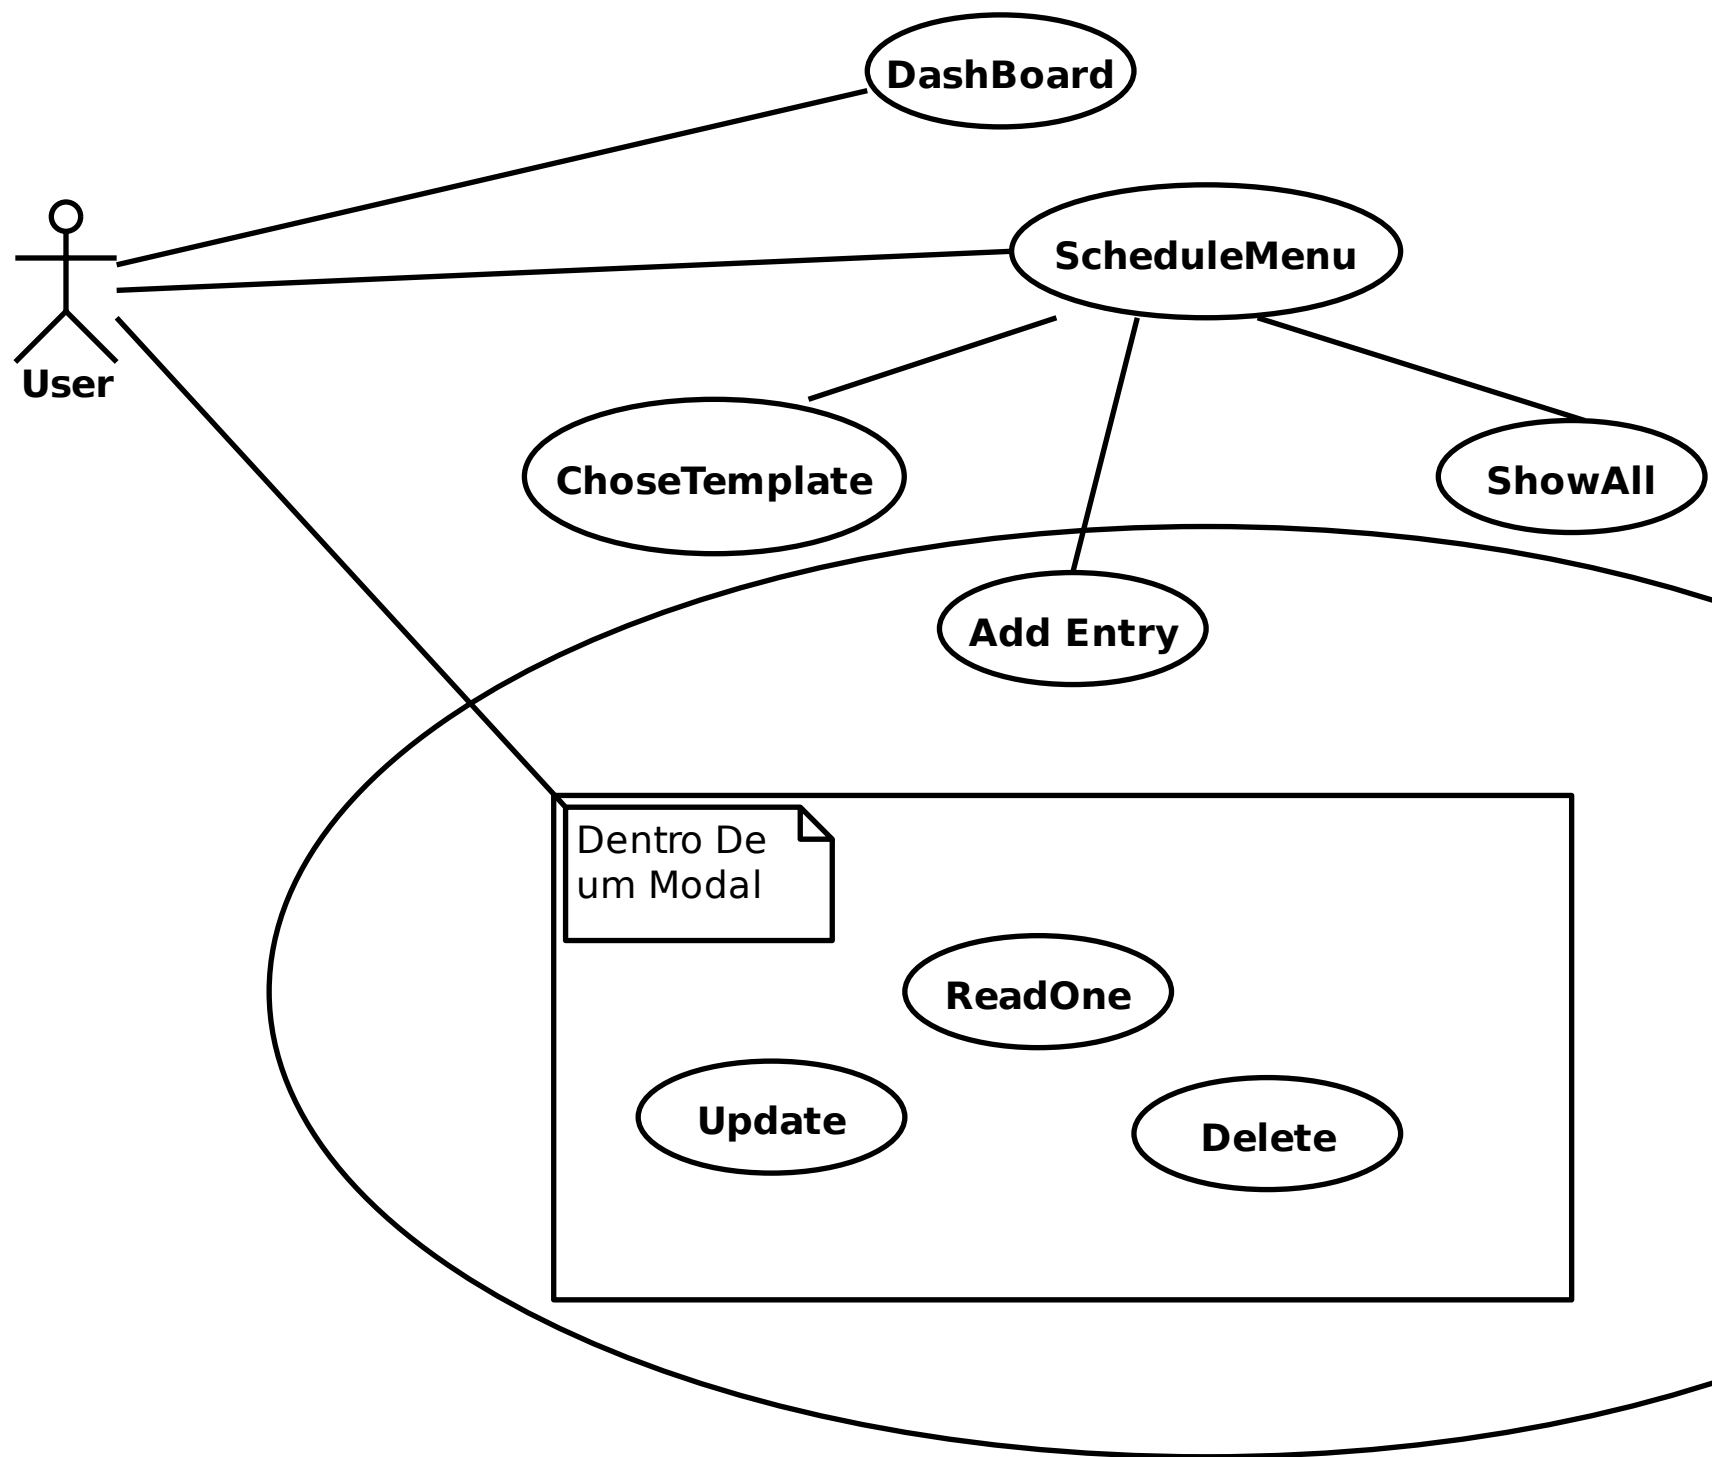 DashBoard
ScheduleMenu
User
ChoseTemplate
ShowAll
Add Entry
Dentro De
um Modal
ReadOne
Update
Delete